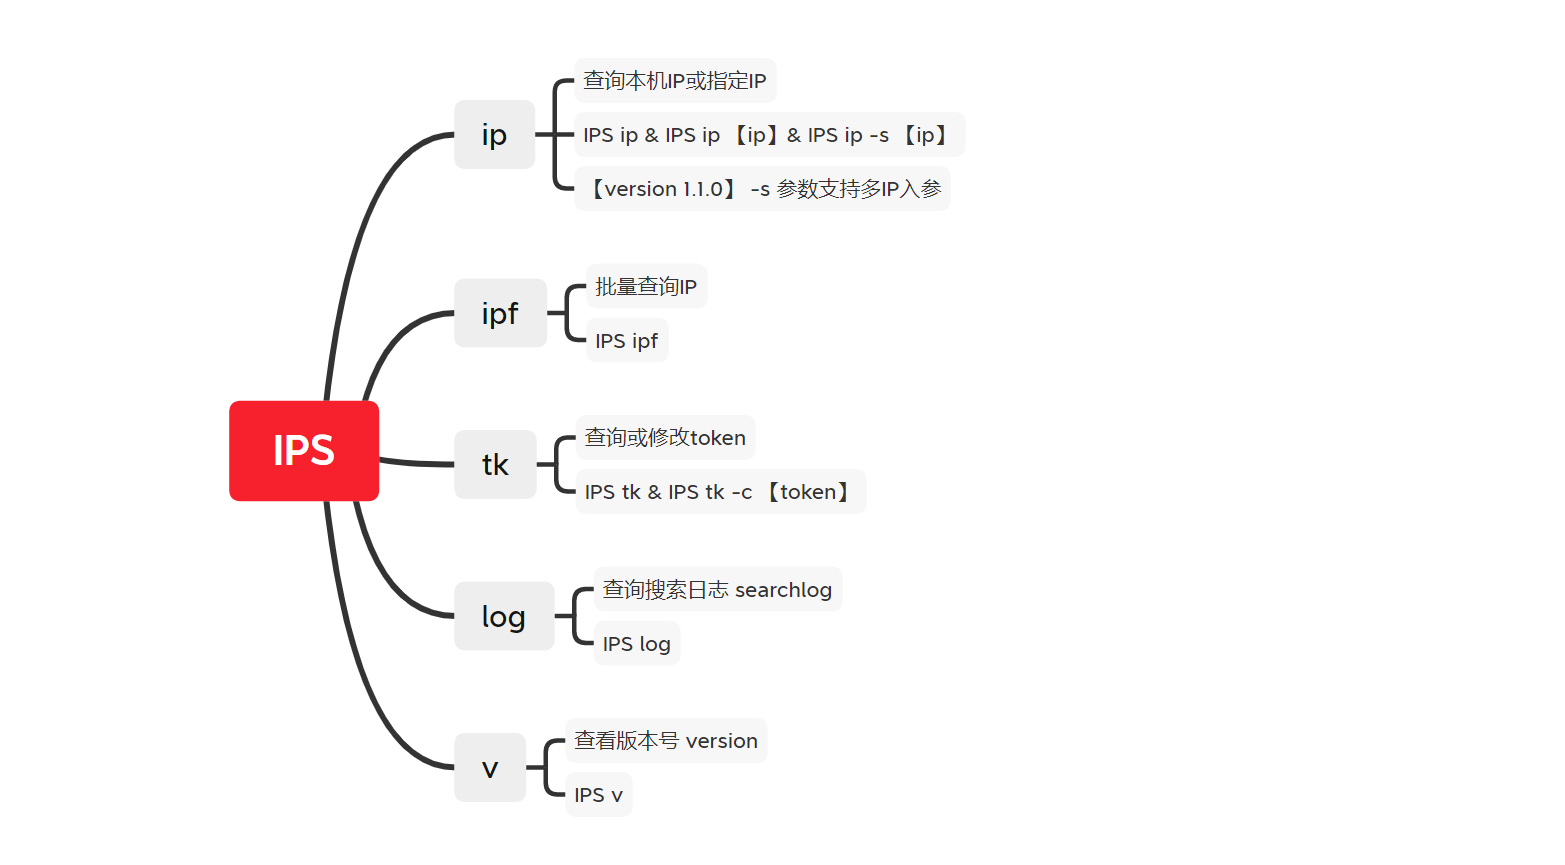 IPS
ip
查询本机IP或指定IP
IPS ip & IPS ip 【ip】& IPS ip -s 【ip】
【version 1.1.0】 -s 参数支持多IP入参
ipf
批量查询IP
IPS ipf
tk
查询或修改token
IPS tk & IPS tk -c 【token】
log
查询搜索日志 searchlog
IPS log
v
查看版本号 version
IPS v